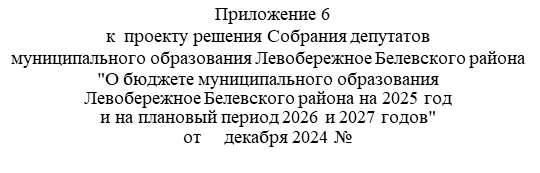 Приложение 6
к проекту решения Собрания депутатов
муниципального образования Левобережное Белевского района
"О бюджете муниципального образования
Левобережное Белевского района на 2025 год
и на плановый период 2026 и 2027 годов"
от декабря 2024 №